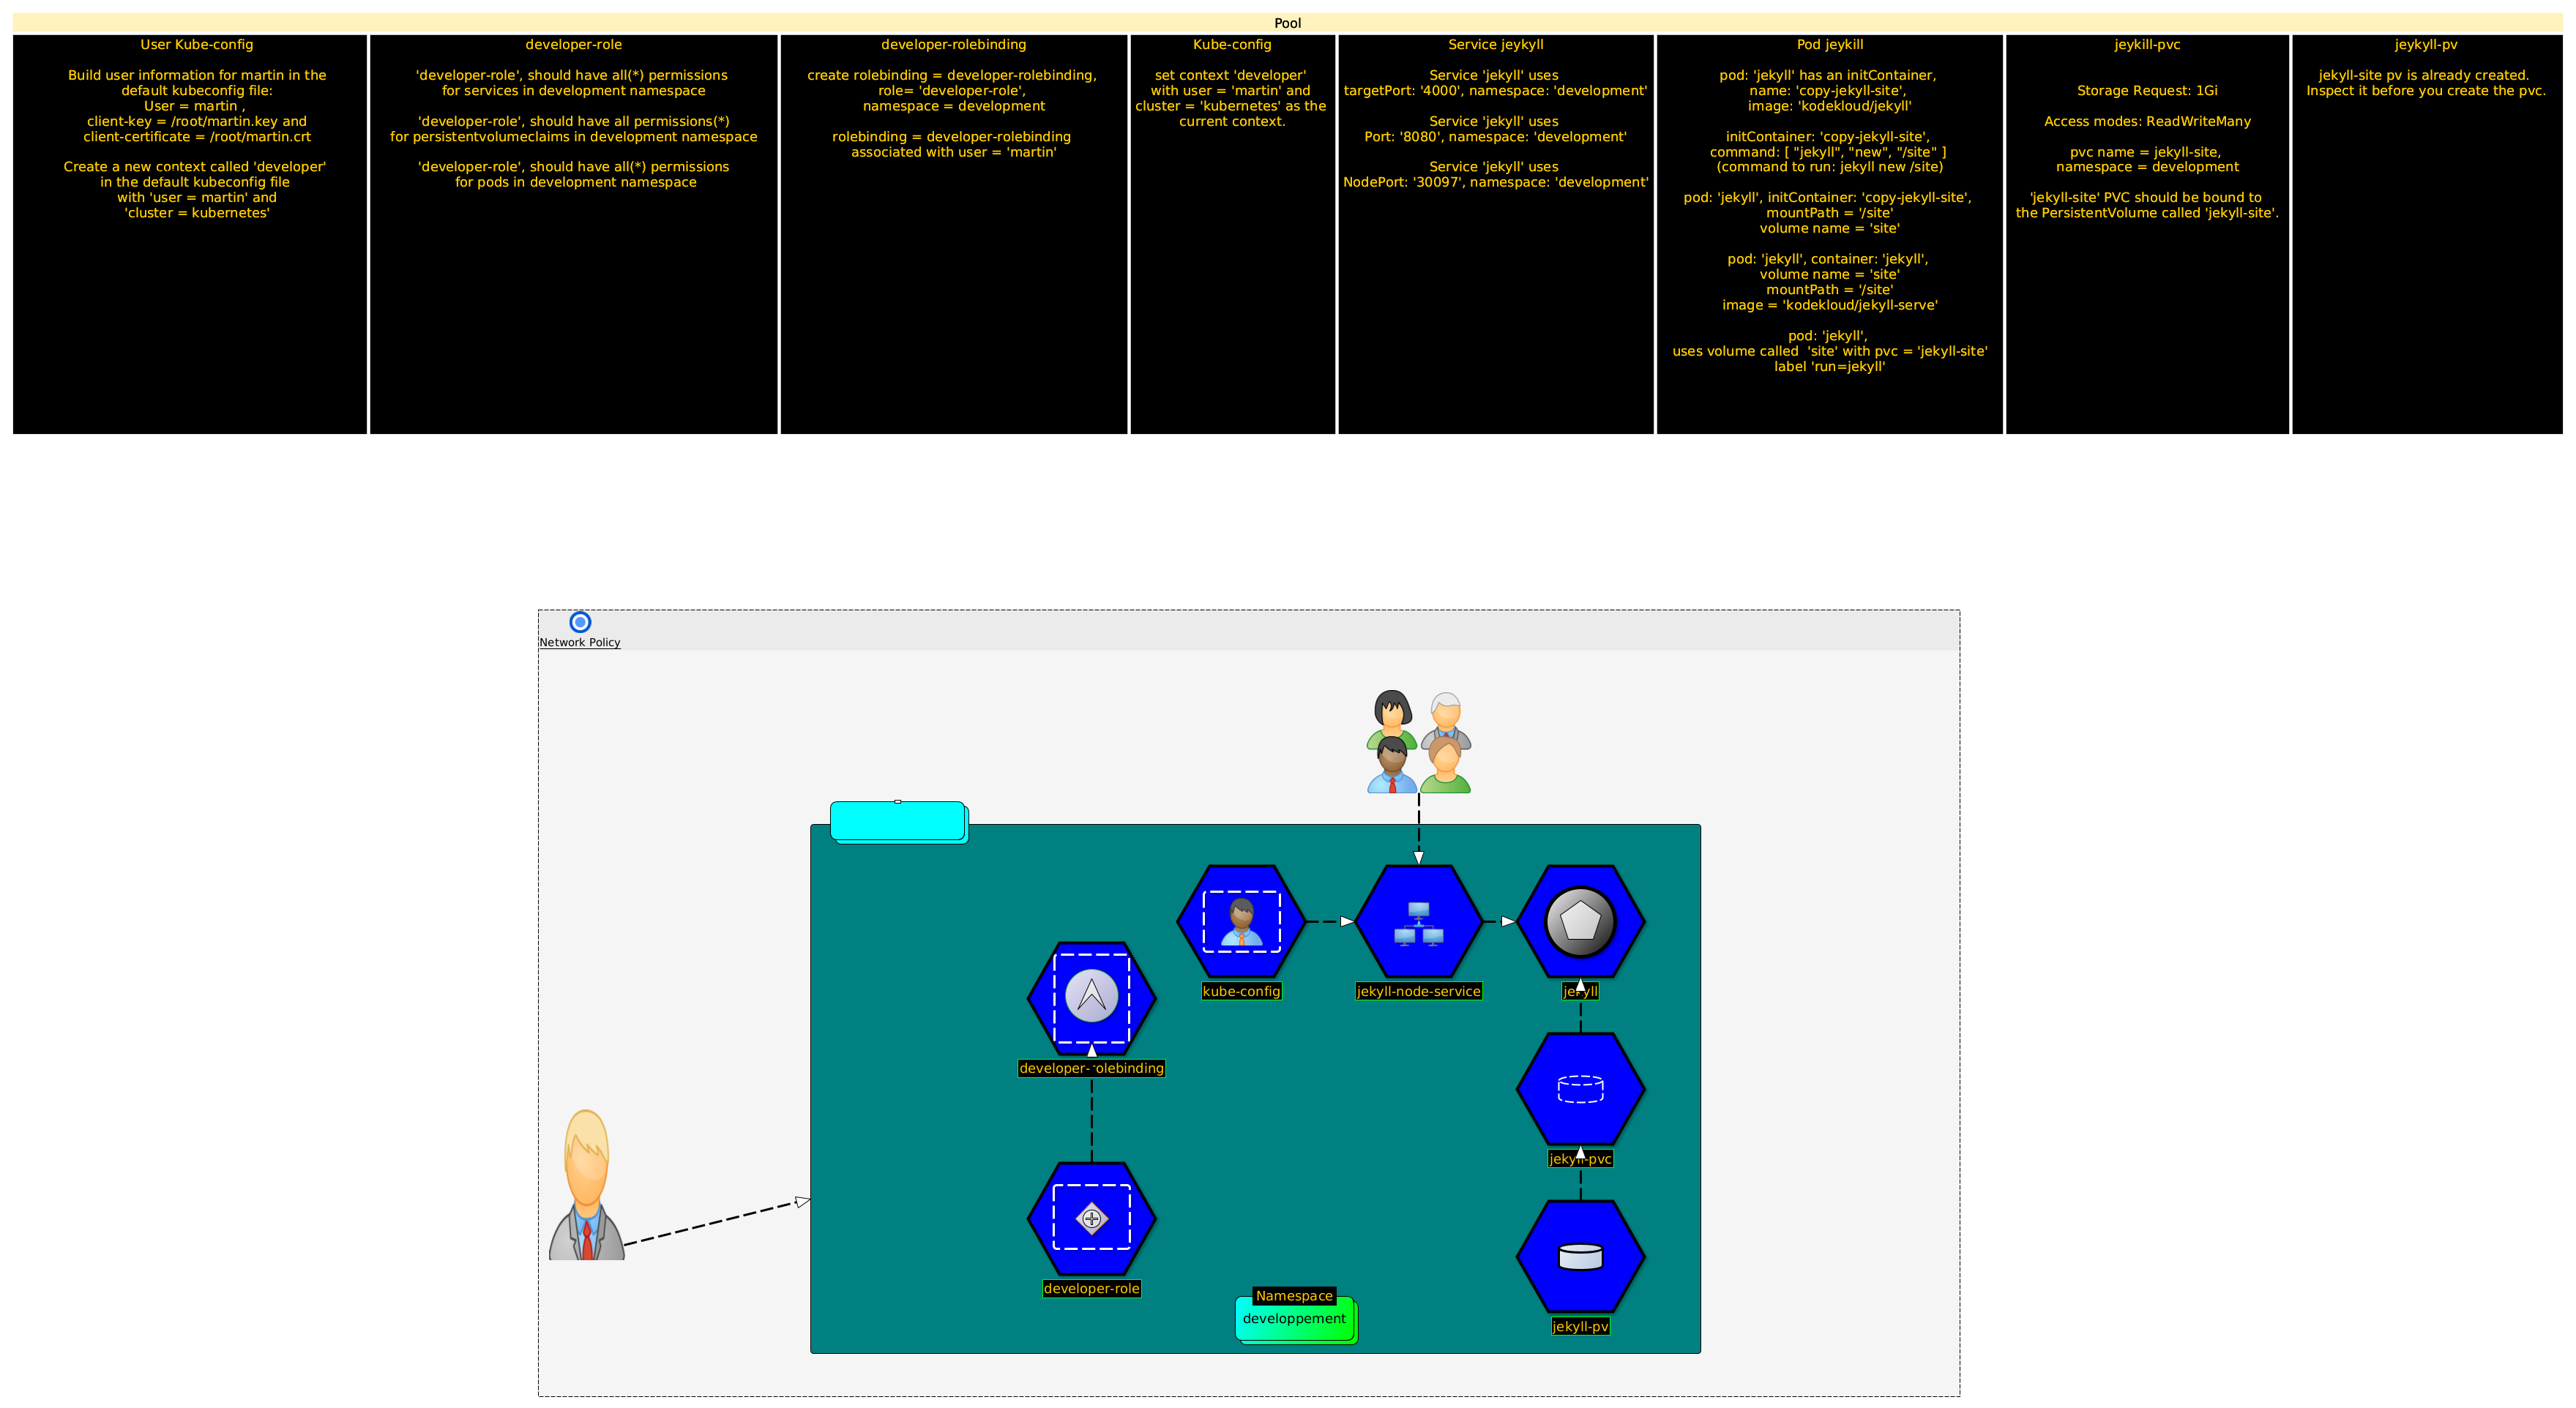 Pool
User Kube-config
Build user information for martin in the
default kubeconfig file:
User = martin ,
client-key = /root/martin.key and
client-certificate = /root/martin.crt
Create a new context called 'developer'
in the default kubeconfig file
with 'user = martin' and
'cluster = kubernetes'
developer-role
'developer-role', should have all(*) permissions
for services in development namespace
'developer-role', should have all permissions(*)
for persistentvolumeclaims in development namespace
'developer-role', should have all(*) permissions
for pods in development namespace
developer-rolebinding
create rolebinding = developer-rolebinding,
role= 'developer-role',
namespace = development
rolebinding = developer-rolebinding
associated with user = 'martin'
Kube-config
set context 'developer'
with user = 'martin' and
cluster = 'kubernetes' as the
current context.
Service jeykyll
Service 'jekyll' uses
targetPort: '4000', namespace: 'development'
Service 'jekyll' uses
Port: '8080', namespace: 'development'
Service 'jekyll' uses
NodePort: '30097', namespace: 'development'
Pod jeykill
pod: 'jekyll' has an initContainer,
name: 'copy-jekyll-site',
image: 'kodekloud/jekyll'
initContainer: 'copy-jekyll-site',
command: [ "jekyll", "new", "/site" ]
(command to run: jekyll new /site)
pod: 'jekyll', initContainer: 'copy-jekyll-site',
mountPath = '/site'
volume name = 'site'
pod: 'jekyll', container: 'jekyll',
volume name = 'site'
mountPath = '/site'
image = 'kodekloud/jekyll-serve'
pod: 'jekyll',
uses volume called  'site' with pvc = 'jekyll-site'
label 'run=jekyll'
jeykill-pvc
Storage Request: 1Gi
Access modes: ReadWriteMany
pvc name = jekyll-site,
namespace = development
'jekyll-site' PVC should be bound to
the PersistentVolume called 'jekyll-site'.
jeykyll-pv
jekyll-site pv is already created.
Inspect it before you create the pvc.
Network Policy
kube-config
jekyll-node-service
jekyll
developer-rolebinding
jekyll-pvc
developer-role
Namespace
developpement
jekyll-pv